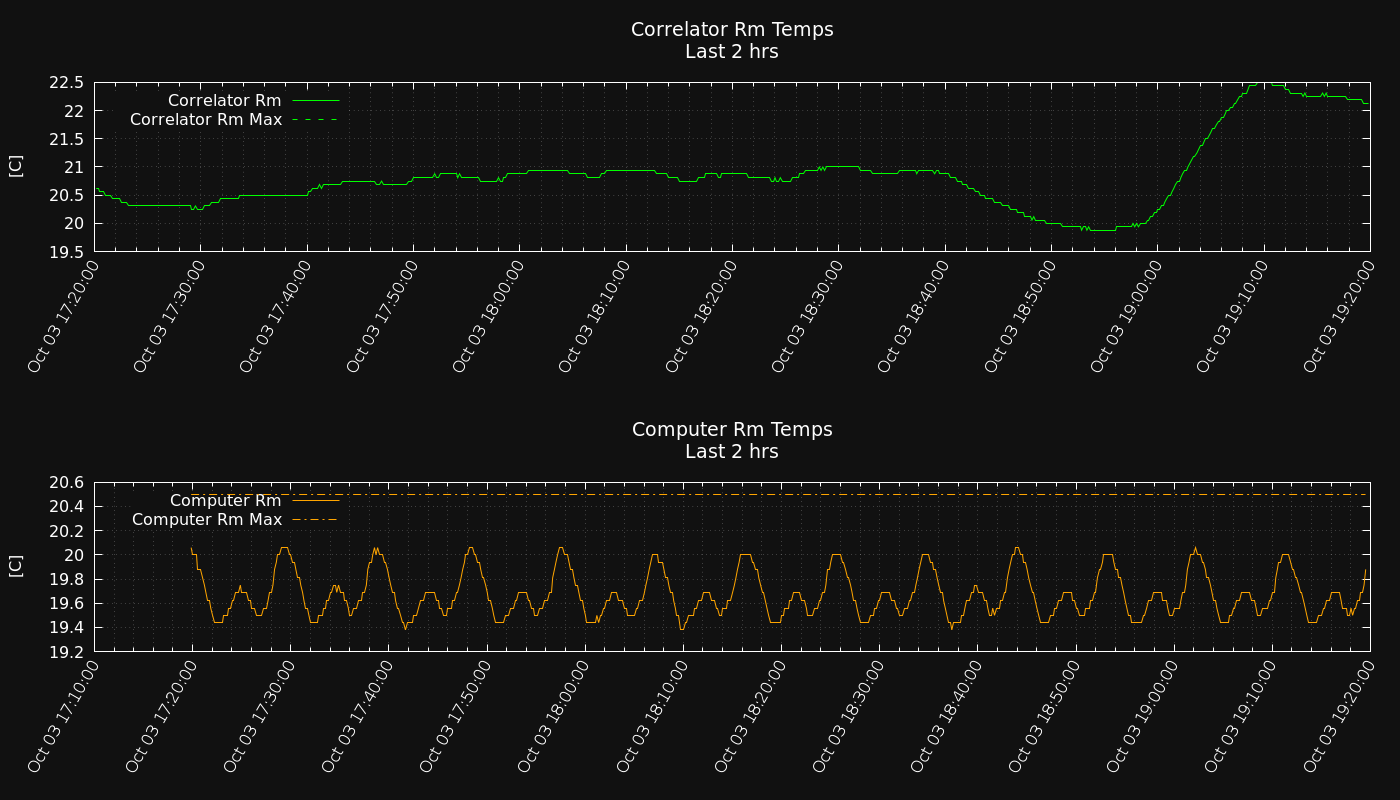 Correlator Rm Temps
Last 2 hrs
22.5
22
21.5
21
20.5
20
19.5
[C]
Correlator Rm
Correlator Rm Max
Oct 03 17:20:00
Oct 03 17:30:00
Oct 03 17:40:00
Oct 03 17:50:00
Oct 03 18:00:00
Oct 03 18:10:00
Oct 03 18:20:00
Oct 03 18:30:00
Oct 03 18:40:00
Oct 03 18:50:00
Oct 03 19:00:00
Oct 03 19:10:00
Oct 03 19:20:00
Computer Rm Temps
Last 2 hrs
20.6
20.4
20.2
20
19.8
19.6
19.4
19.2
[C]
Computer Rm
Computer Rm Max
Oct 03 17:10:00
Oct 03 17:20:00
Oct 03 17:30:00
Oct 03 17:40:00
Oct 03 17:50:00
Oct 03 18:00:00
Oct 03 18:10:00
Oct 03 18:20:00
Oct 03 18:30:00
Oct 03 18:40:00
Oct 03 18:50:00
Oct 03 19:00:00
Oct 03 19:10:00
Oct 03 19:20:00